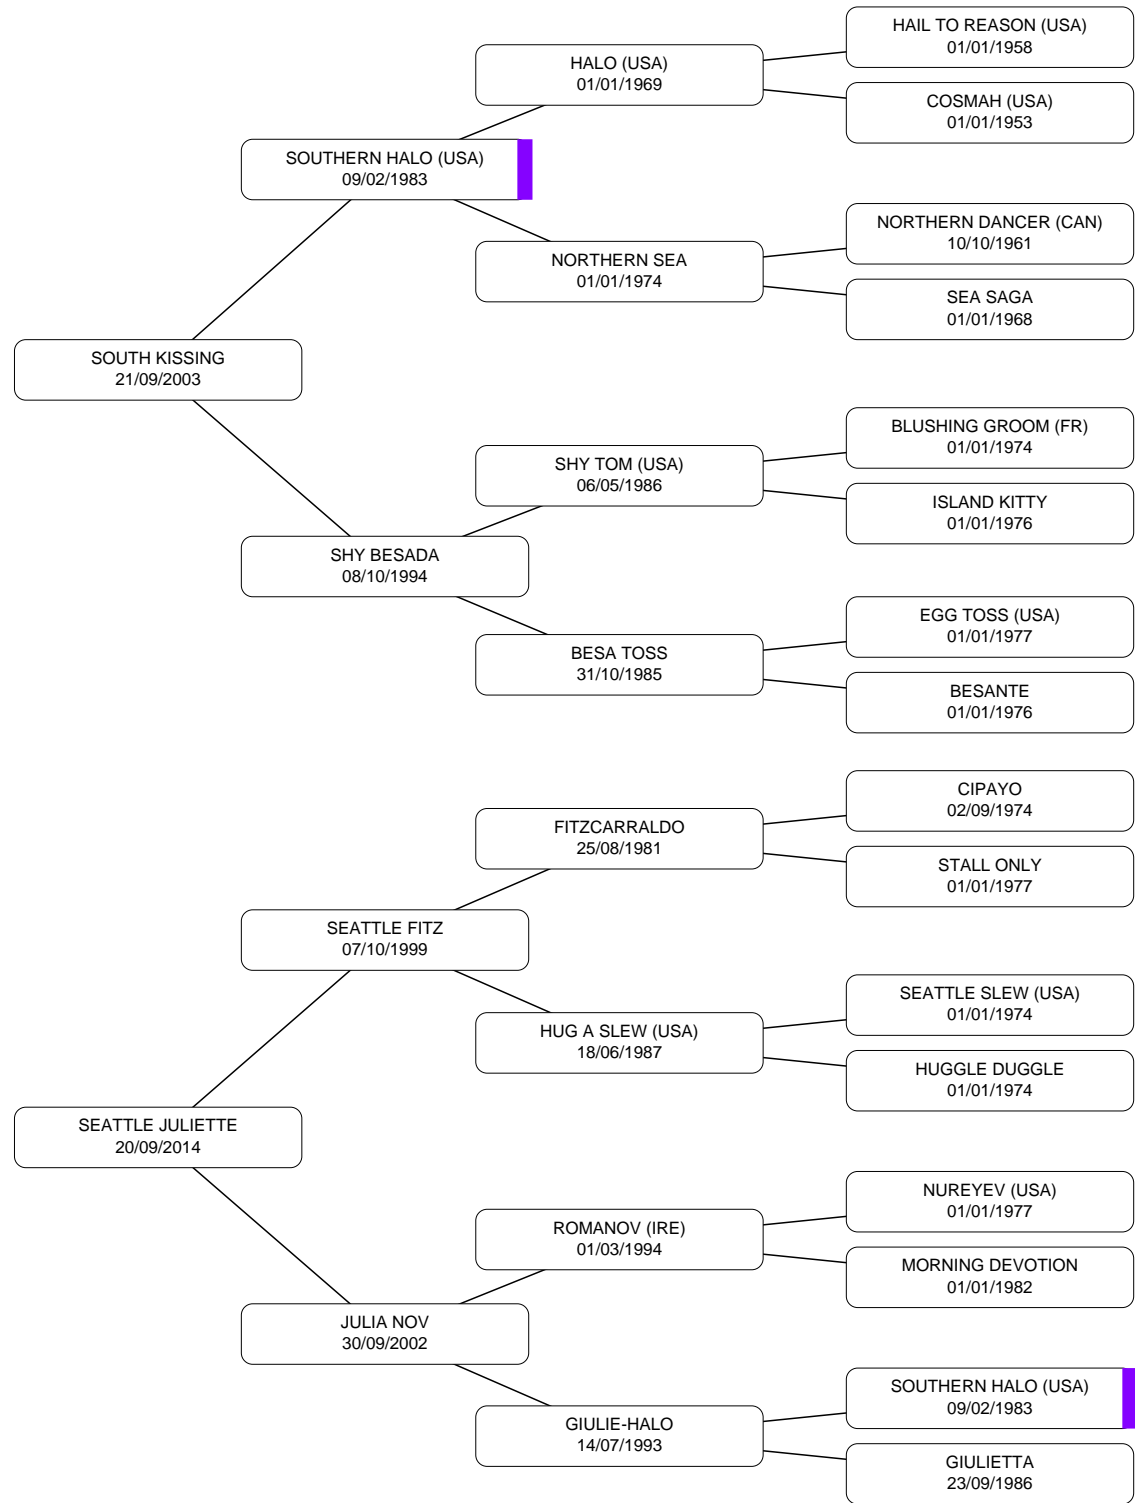 HAIL TO REASON (USA)
01/01/1958
HALO (USA)
01/01/1969
COSMAH (USA)
01/01/1953
SOUTHERN HALO (USA)
09/02/1983
NORTHERN DANCER (CAN)
10/10/1961
NORTHERN SEA
01/01/1974
SEA SAGA
01/01/1968
SOUTH KISSING
21/09/2003
BLUSHING GROOM (FR)
01/01/1974
SHY TOM (USA)
06/05/1986
ISLAND KITTY
01/01/1976
SHY BESADA
08/10/1994
EGG TOSS (USA)
01/01/1977
BESA TOSS
31/10/1985
BESANTE
01/01/1976
CIPAYO
02/09/1974
FITZCARRALDO
25/08/1981
STALL ONLY
01/01/1977
SEATTLE FITZ
07/10/1999
SEATTLE SLEW (USA)
01/01/1974
HUG A SLEW (USA)
18/06/1987
HUGGLE DUGGLE
01/01/1974
SEATTLE JULIETTE
20/09/2014
NUREYEV (USA)
01/01/1977
ROMANOV (IRE)
01/03/1994
MORNING DEVOTION
01/01/1982
JULIA NOV
30/09/2002
SOUTHERN HALO (USA)
09/02/1983
GIULIE-HALO
14/07/1993
GIULIETTA
23/09/1986